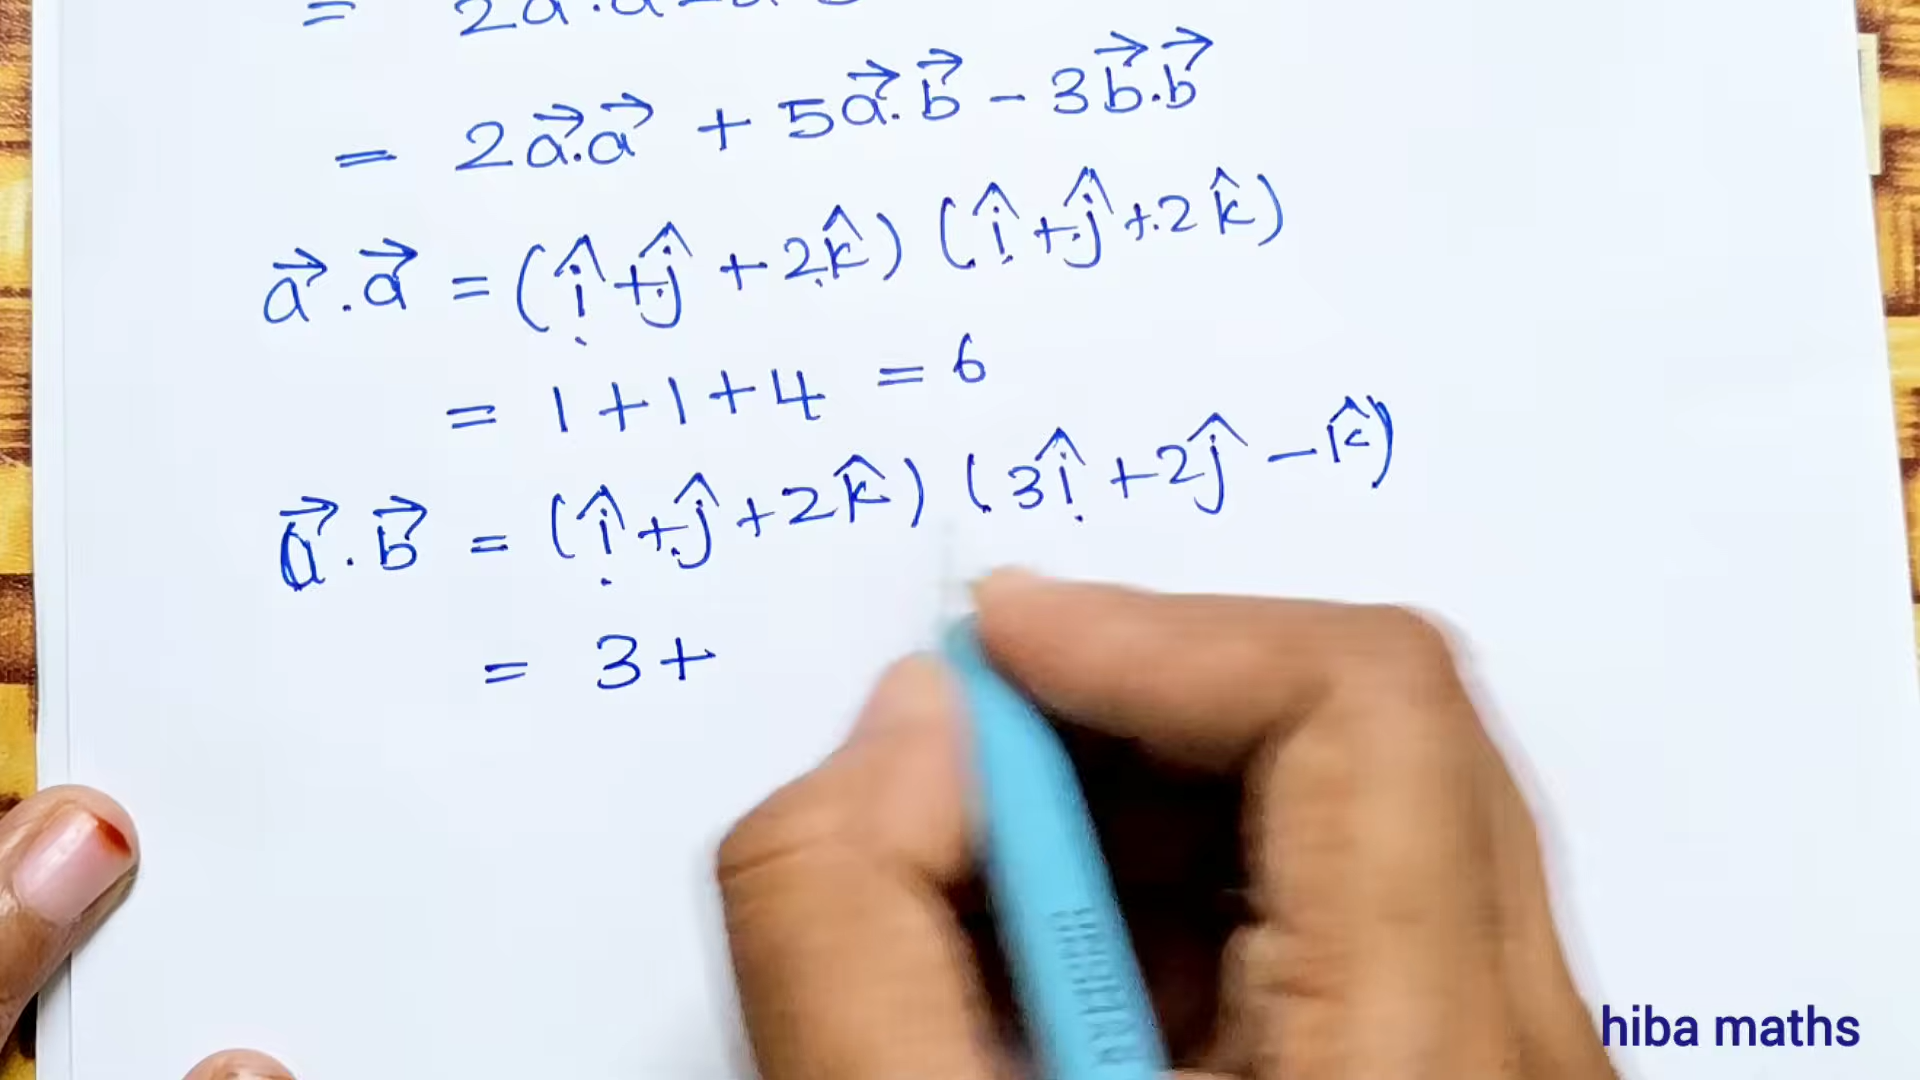 = 2a⃗.a⃗ + 5a⃗.b⃗ - 3b⃗.b⃗
a⃗.a⃗ = (î+ĵ+2k̂) (î+ĵ+2k̂)
= 1+1+4 = 6
a⃗.b⃗ = (î+ĵ+2k̂) (3î+2ĵ-k̂)
= 3+
hiba maths